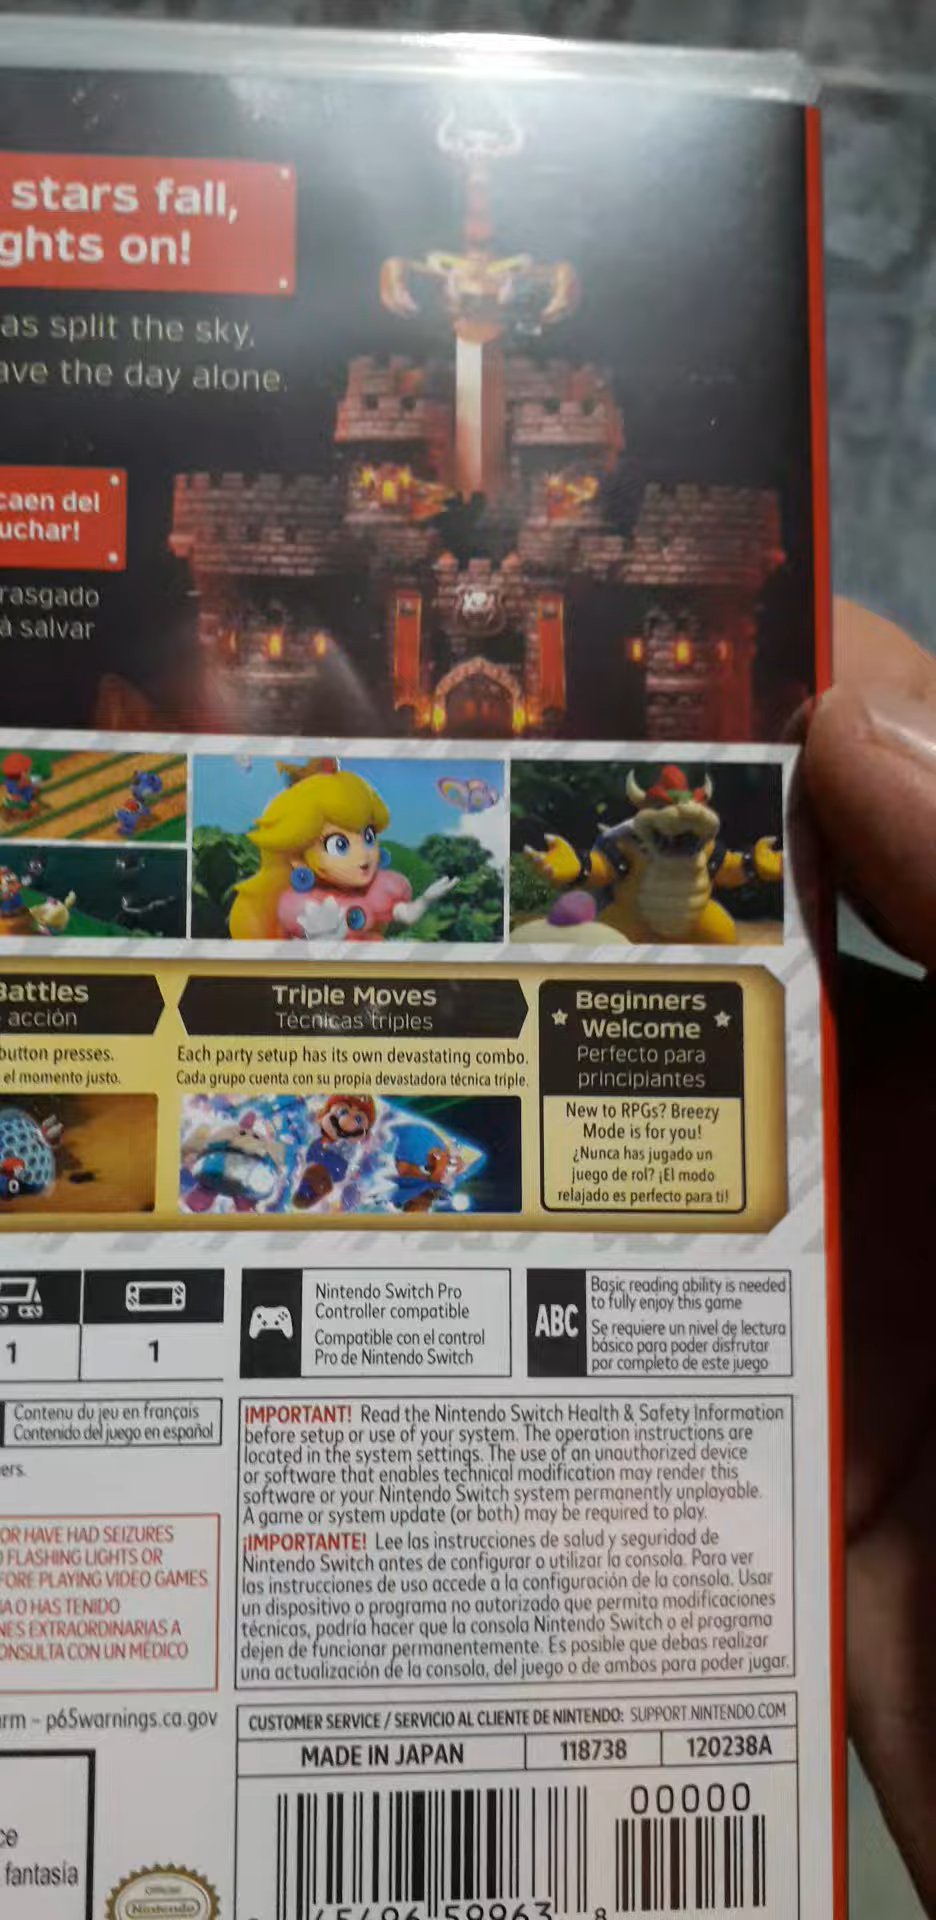 stars fall,
ghts on!
as split the sky,
ave the day alone.
caen del
uchar!
rasgado
á salvar
Battles
acción
button presses.
el momento justo.
Triple Moves
Técnicas triples
Each party setup has its own devastating combo.
Cada grupo cuenta con su propia devastadora técnica triple.
Beginners
Welcome
Perfecto para
principiantes
New to RPGs? Breezy
Mode is for you!
¿Nunca has jugado un
juego de rol? ¡El modo
relajado es perfecto para ti!
1
1
Nintendo Switch Pro
Controller compatible
Compatible con el control
Pro de Nintendo Switch
ABC
Basic reading ability is needed
to fully enjoy this game
Se requiere un nivel de lectura
básico para poder disfrutar
por completo de este juego
Contenu du jeu en français
Contenido del juego en español
ers.
OR HAVE HAD SEIZURES
FLASHING LIGHTS OR
FORE PLAYING VIDEO GAMES.
IA O HAS TENIDO
NES EXTRAORDINARIAS A
ONSULTA CON UN MÉDICO
IMPORTANT! Read the Nintendo Switch Health & Safety Information
before setup or use of your system. The operation instructions are
located in the system settings. The use of an unauthorized device
or software that enables technical modification may render this
software or your Nintendo Switch system permanently unplayable.
A game or system update (or both) may be required to play.
¡IMPORTANTE! Lee las instrucciones de salud y seguridad de
Nintendo Switch antes de configurar o utilizar la consola. Para ver
las instrucciones de uso accede a la configuración de la consola. Usar
un dispositivo o programa no autorizado que permita modificaciones
técnicas, podría hacer que la consola Nintendo Switch o el programa
dejen de funcionar permanentemente. Es posible que debas realizar
una actualización de la consola, del juego o de ambos para poder jugar.
rm – p65warnings.ca.gov
CUSTOMER SERVICE / SERVICIO AL CLIENTE DE NINTENDO: SUPPORT.NINTENDO.COM
MADE IN JAPAN
118738
120238A
00000
ce
fantasía
Official
Nintendo
45496 59963 8